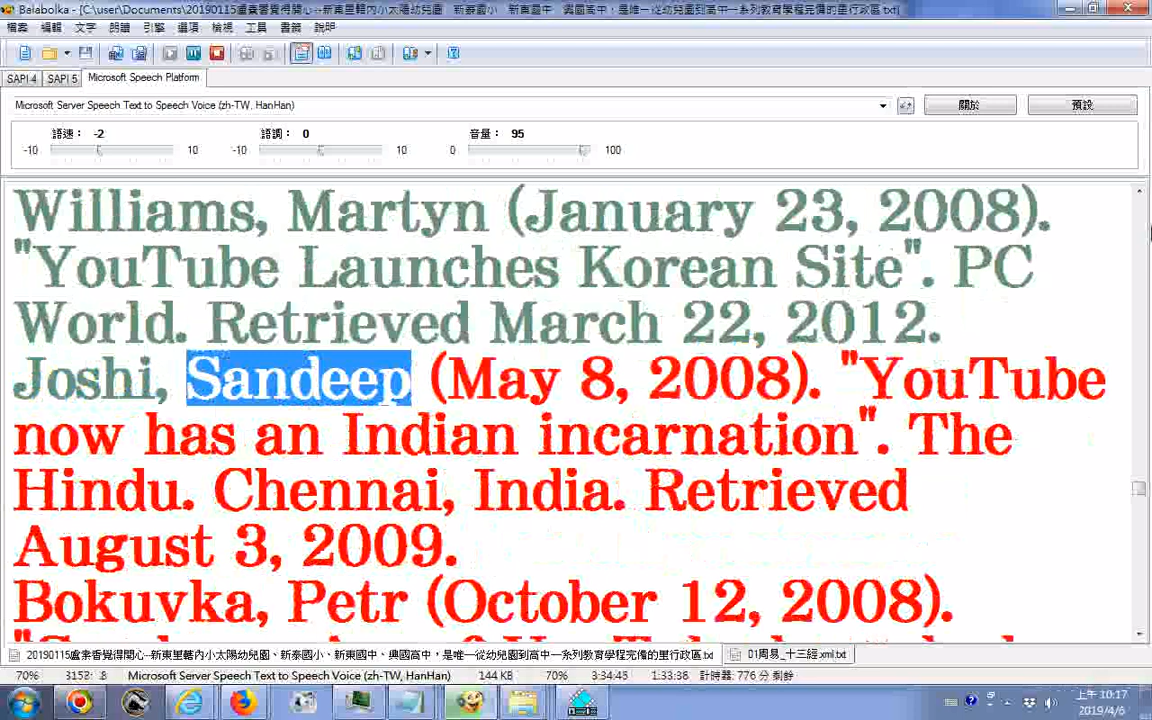 Balabolka - [C:\user\Documents\20190115盧崇香覺得開心--新東里轄內小太陽幼兒園 新泰國小 新東國中 興國高中，是唯一從幼兒園到高中一系列教育學程完備的里行政區.txt]
檔案 編輯 文字 朗讀 引擎 選項 檢視 工具 書籤 說明
SAPI 4 SAPI 5 Microsoft Speech Platform
Microsoft Server Speech Text to Speech Voice (zh-TW, HanHan) 關於 預設
語速： -2 語調： 0 音量： 95
-10 10 -10 10 0 100
Williams, Martyn (January 23, 2008).
"YouTube Launches Korean Site". PC
World. Retrieved March 22, 2012.
Joshi, Sandeep (May 8, 2008). "YouTube
now has an Indian incarnation". The
Hindu. Chennai, India. Retrieved
August 3, 2009.
Bokuvka, Petr (October 12, 2008).
20190115盧崇香覺得開心--新東里轄內小太陽幼兒園、新泰國小、新東國中、興國高中，是唯一從幼兒園到高中一系列教育學程完備的里行政區.txt 01周易_十三經.xml.txt
70% Microsoft Server Speech Text to Speech Voice (zh-TW, HanHan) 144 KB 70% 3:34:45 1:33:38 計時器: 776 分 剩餘
上午 10:17
2019/4/6